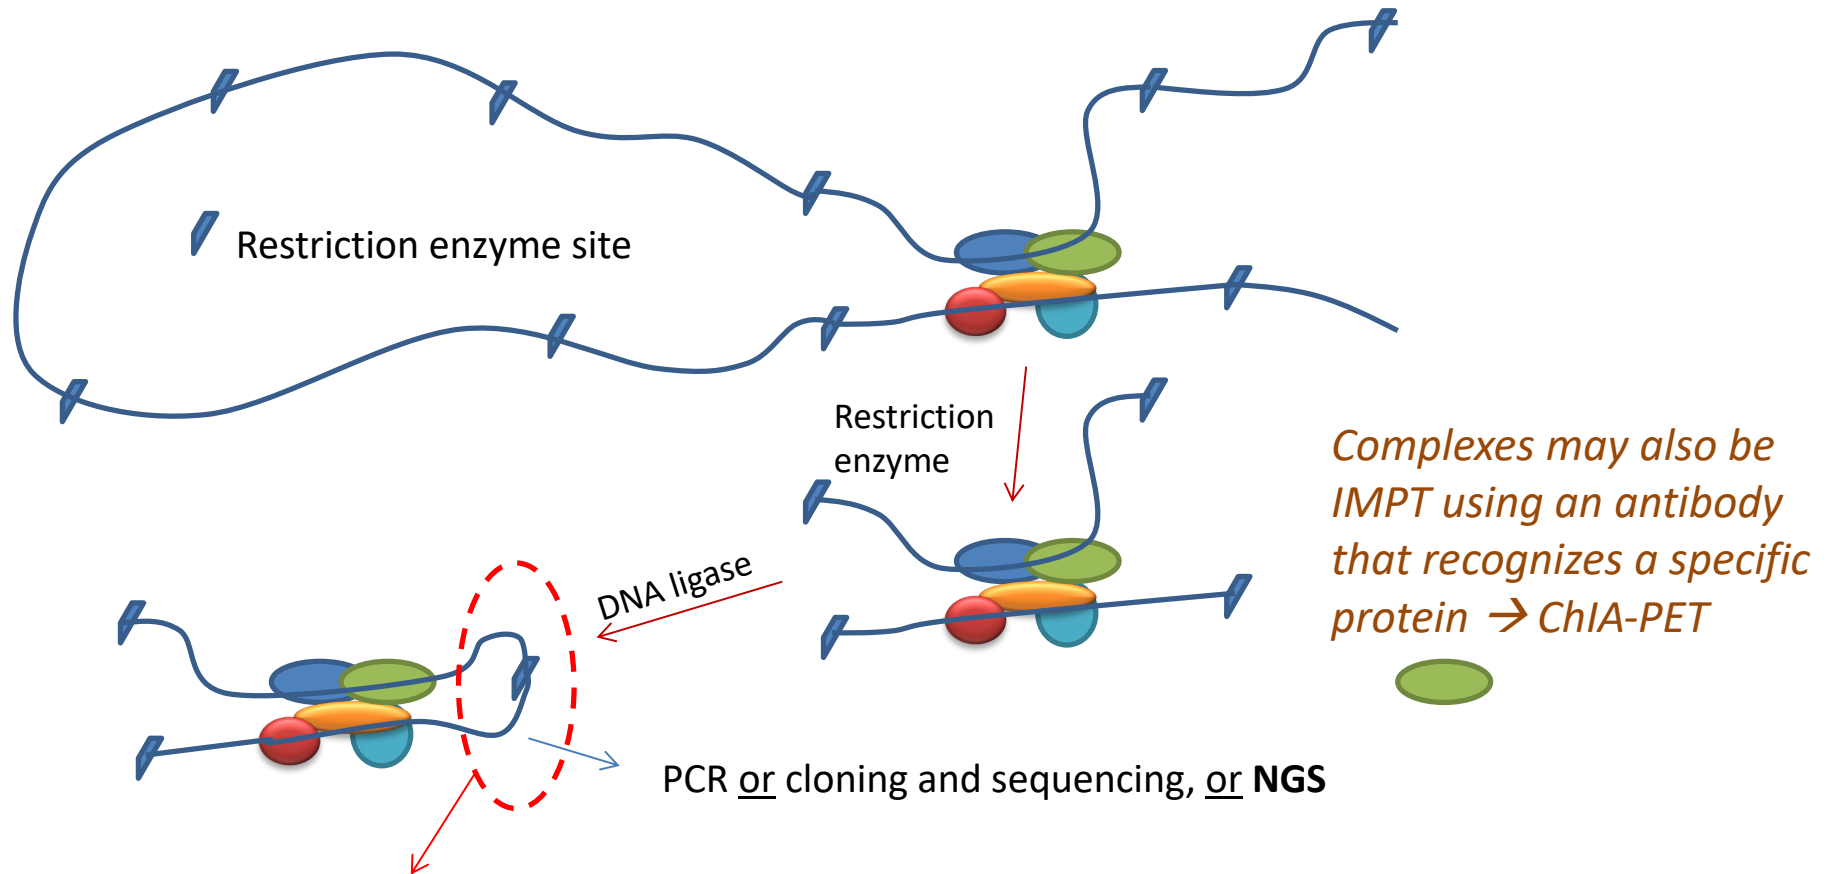 Restriction enzyme site
Restriction
enzyme
Complexes may also be
IMPT using an antibody
that recognizes a specific
protein → ChIA-PET
DNA ligase
PCR or cloning and sequencing, or NGS